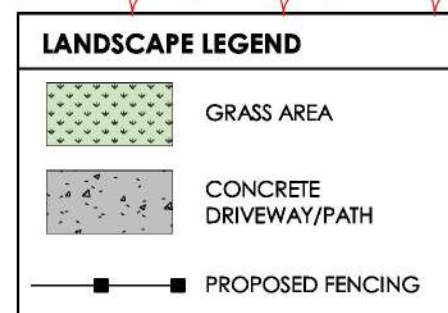 LANDSCAPE LEGEND
GRASS AREA
CONCRETE
DRIVEWAY/PATH
PROPOSED FENCING